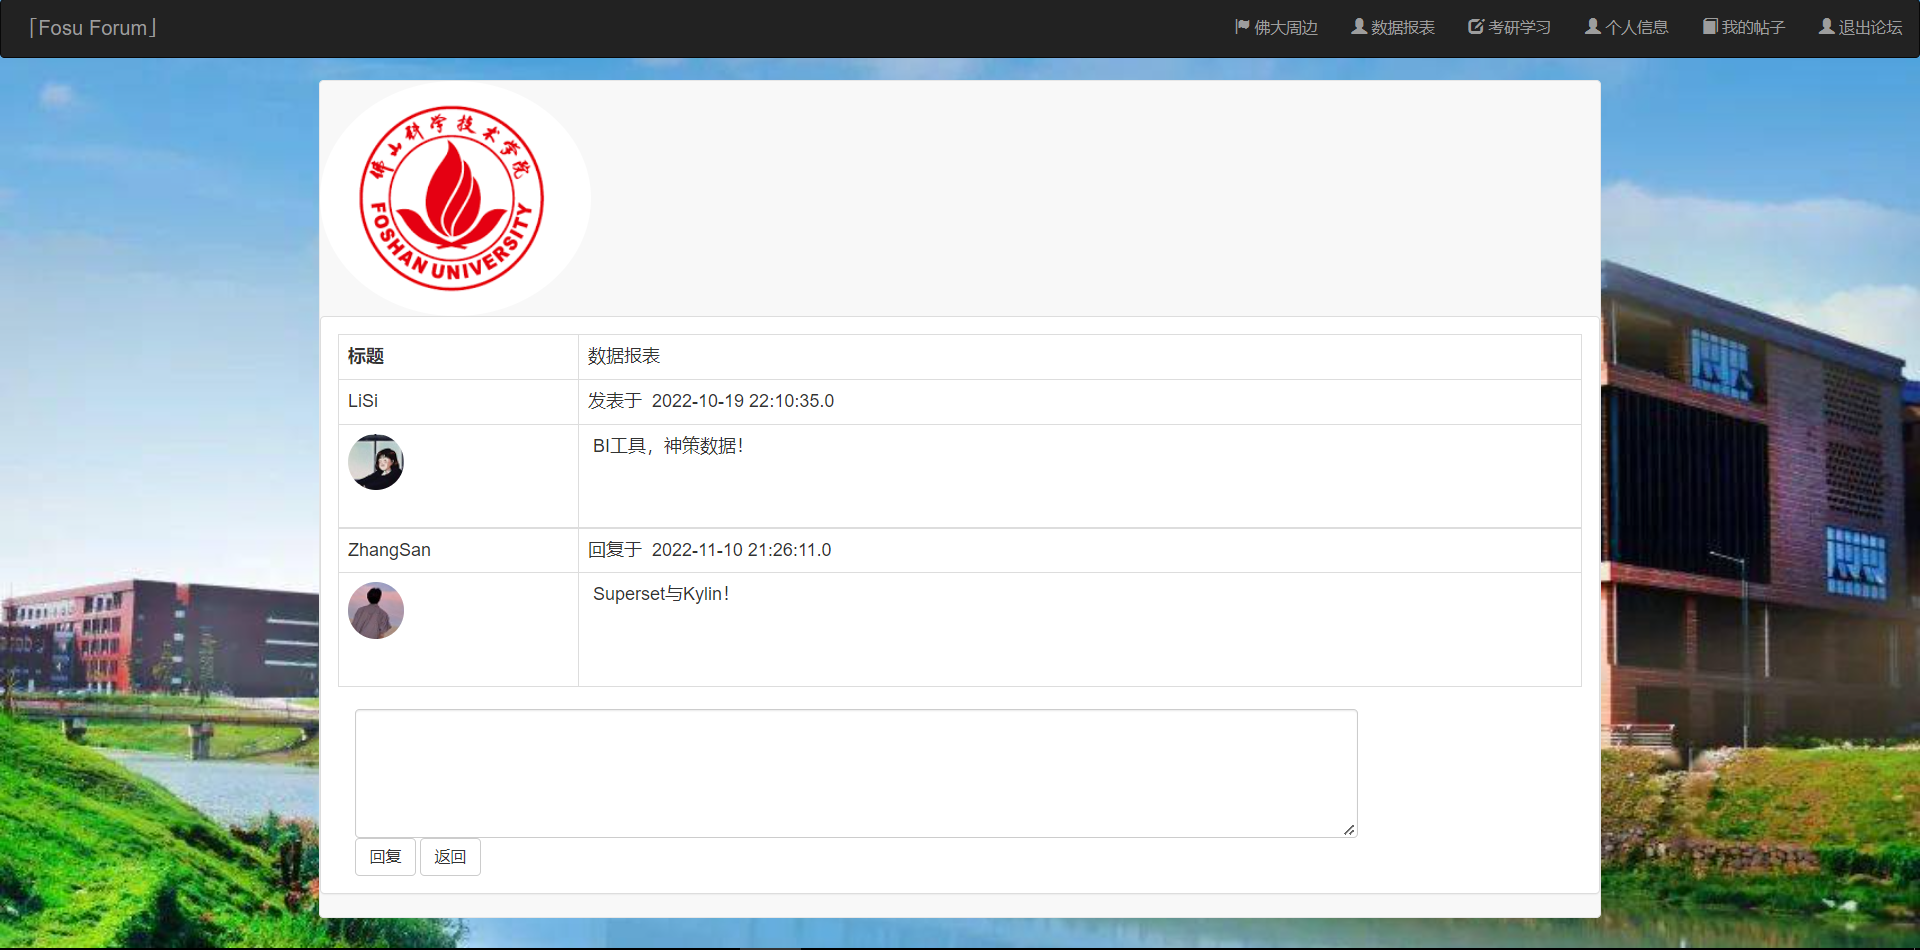 「Fosu Forum」 佛大周边 数据报表 考研学习 个人信息 我的帖子 退出论坛
佛山科学技术学院
FOSHAN UNIVERSITY
标题 数据报表
LiSi 发表于 2022-10-19 22:10:35.0
BI工具，神策数据！
ZhangSan 回复于 2022-11-10 21:26:11.0
Superset与Kylin！
回复 返回